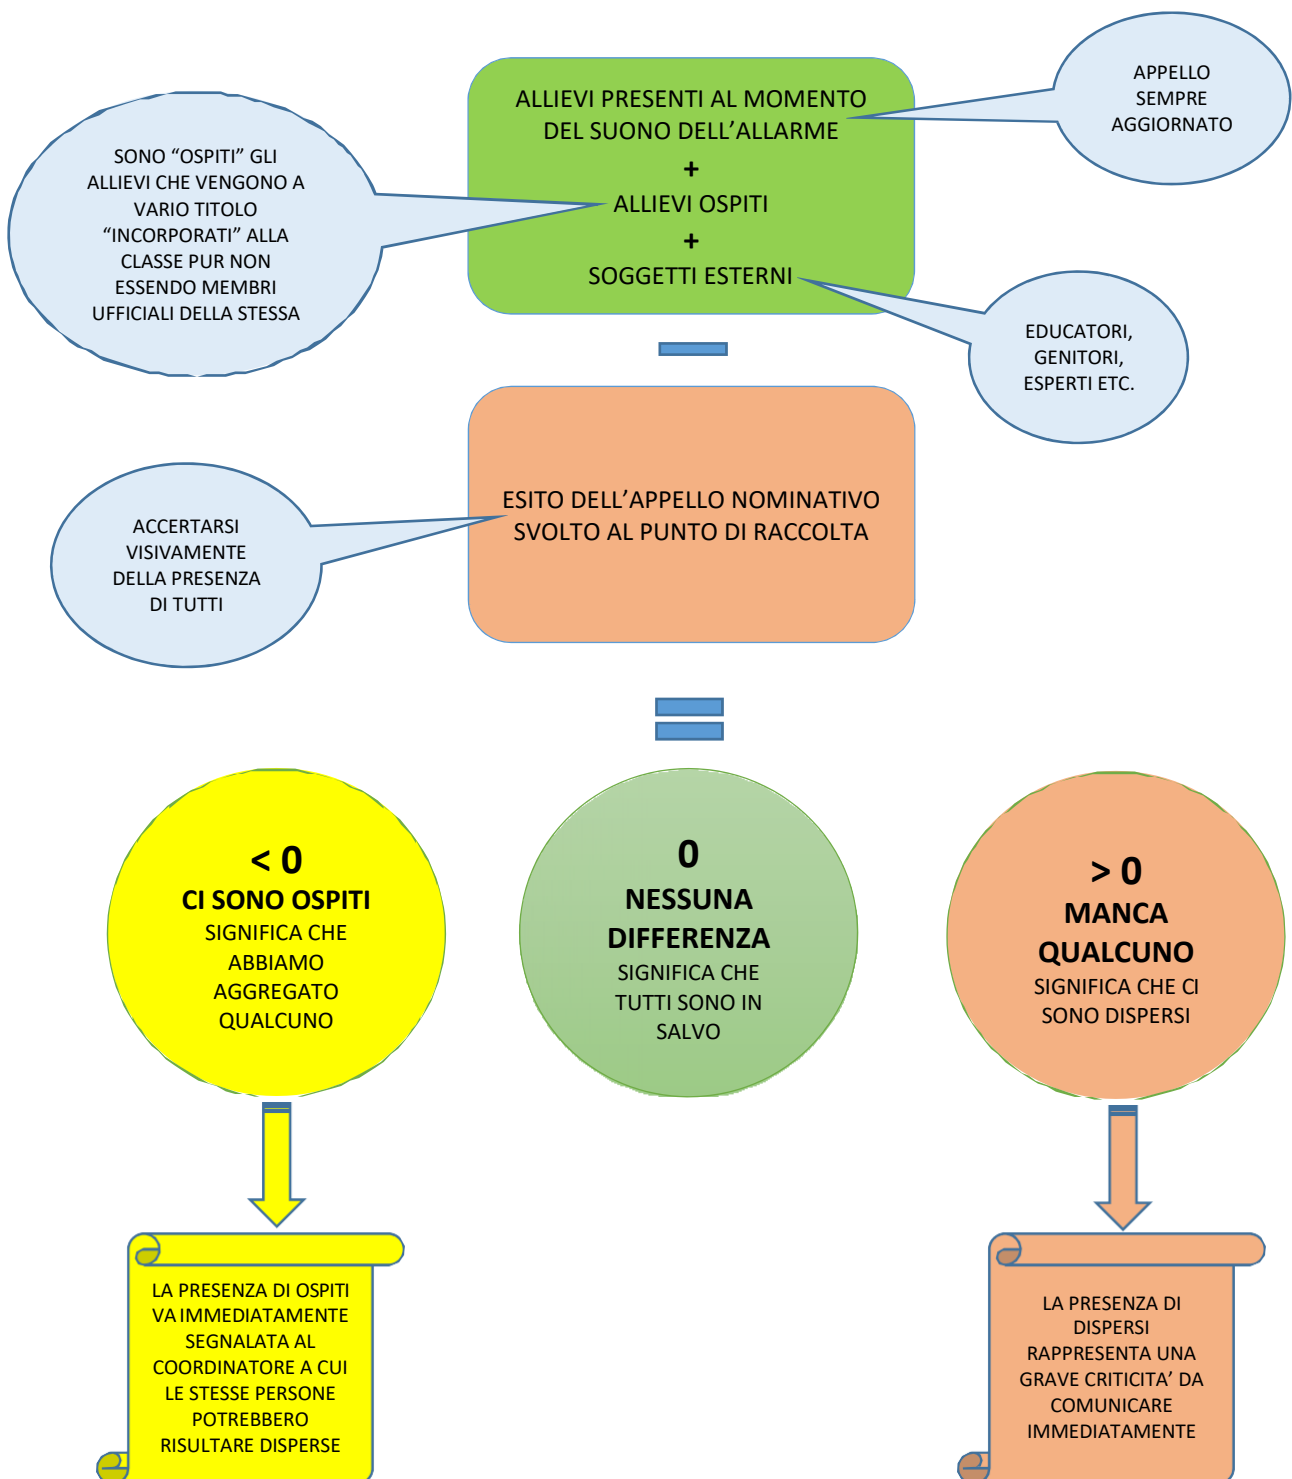 ALLIEVI PRESENTI AL MOMENTO
DEL SUONO DELL’ALLARME
+
ALLIEVI OSPITI
+
SOGGETTI ESTERNI
APPELLO
SEMPRE
AGGIORNATO
SONO “OSPITI” GLI
ALLIEVI CHE VENGONO A
VARIO TITOLO
“INCORPORATI” ALLA
CLASSE PUR NON
ESSENDO MEMBRI
UFFICIALI DELLA STESSA
EDUCATORI,
GENITORI,
ESPERTI ETC.
ESITO DELL’APPELLO NOMINATIVO
SVOLTO AL PUNTO DI RACCOLTA
ACCERTARSI
VISIVAMENTE
DELLA PRESENZA
DI TUTTI
< 0
CI SONO OSPITI
SIGNIFICA CHE
ABBIAMO
AGGREGATO
QUALCUNO
0
NESSUNA
DIFFERENZA
SIGNIFICA CHE
TUTTI SONO IN
SALVO
> 0
MANCA
QUALCUNO
SIGNIFICA CHE CI
SONO DISPERSI
LA PRESENZA DI OSPITI
VA IMMEDIATAMENTE
SEGNALATA AL
COORDINATORE A CUI
LE STESSE PERSONE
POTREBBERO
RISULTARE DISPERSE
LA PRESENZA DI
DISPERSI
RAPPRESENTA UNA
GRAVE CRITICITA’ DA
COMUNICARE
IMMEDIATAMENTE